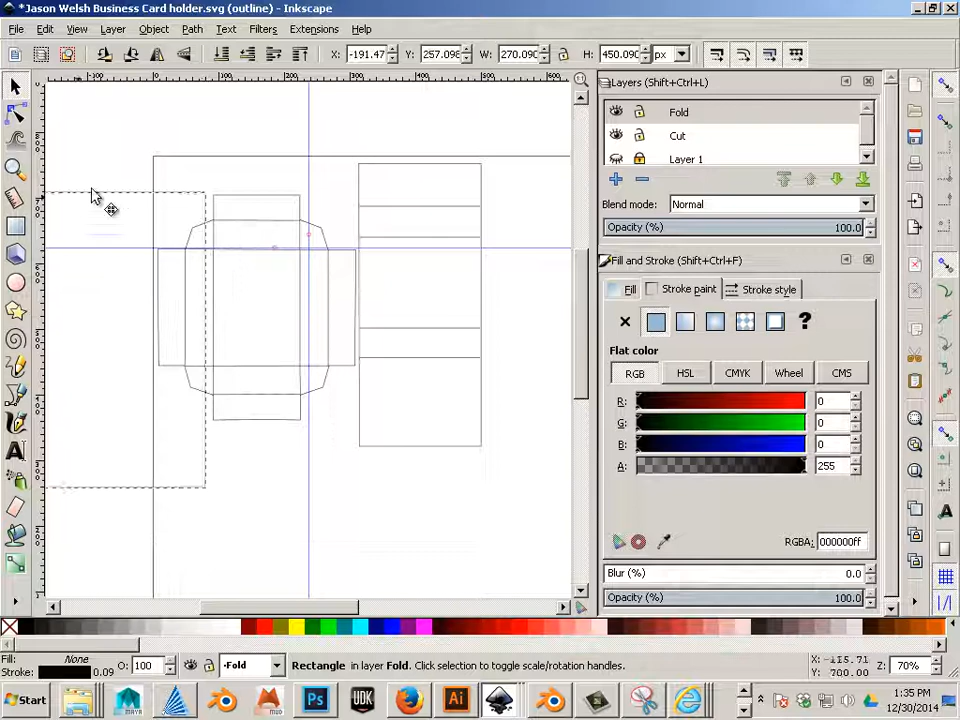 *Jason Welsh Business Card holder.svg (outline) - Inkscape
File Edit View Layer Object Path Text Filters Extensions Help
X: -191.47 Y: 257.098 W: 270.090 H: 450.090 px
Layers (Shift+Ctrl+L)
Fold
Cut
Layer 1
Blend mode: Normal
Opacity (%) 100.0
Fill and Stroke (Shift+Ctrl+F)
Fill Stroke paint Stroke style
Flat color
RGB HSL CMYK Wheel CMS
R: 0
G: 0
B: 0
A: 255
RGBA: 000000ff
Blur (%) 0.0
Opacity (%) 100.0
Fill: None
Stroke: 0.09
O: 100
Fold
Rectangle in layer Fold. Click selection to toggle scale/rotation handles.
X: -115.71
Y: 700.00
Z: 70%
Start
MAYA
MUD
Ps
UDK
Ai
1:35 PM
12/30/2014